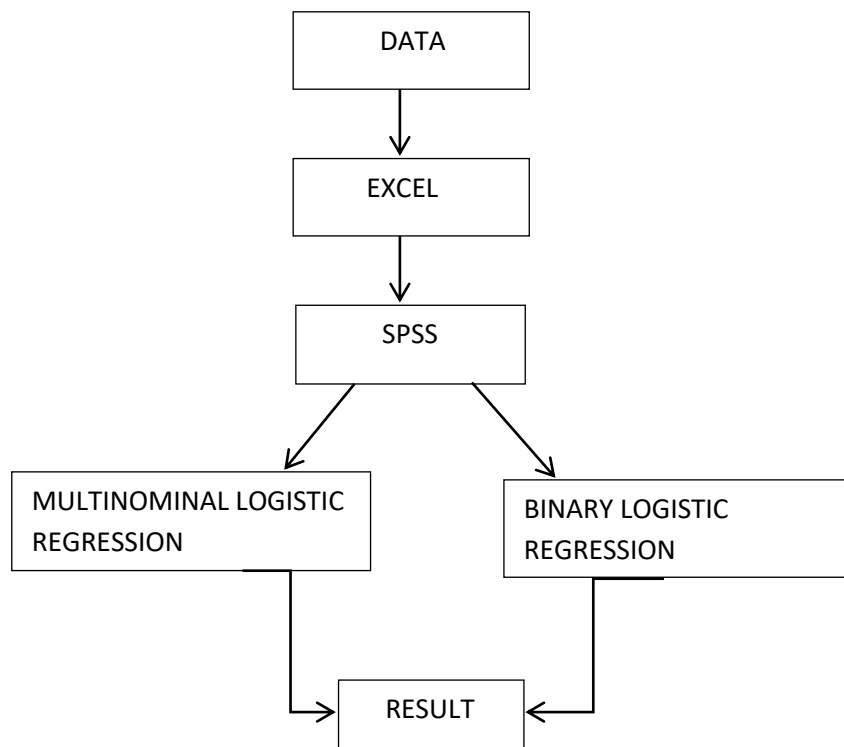 DATA
EXCEL
SPSS
MULTINOMINAL LOGISTIC
REGRESSION
BINARY LOGISTIC
REGRESSION
RESULT